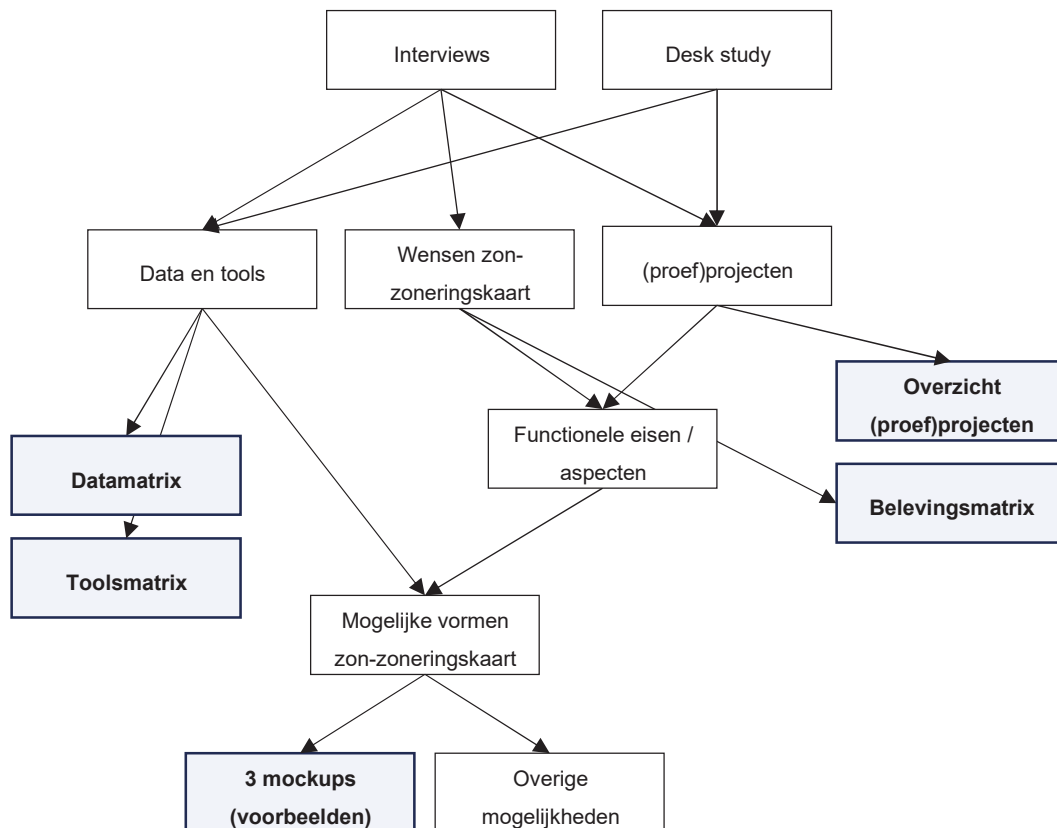 Interviews
Desk study
Data en tools
Wensen zon-
zoneringskaart
(proef)projecten
Overzicht
(proef)projecten
Functionele eisen /
aspecten
Datamatrix
Belevingsmatrix
Toolsmatrix
Mogelijke vormen
zon-zoneringskaart
3 mockups
(voorbeelden)
Overige
mogelijkheden